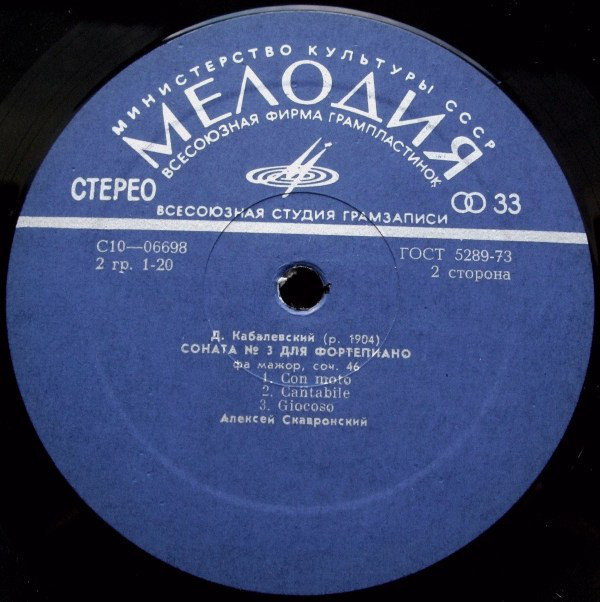 МИНИСТЕРСТВО КУЛЬТУРЫ СССР
МЕЛОДИЯ
ВСЕСОЮЗНАЯ ФИРМА ГРАМПЛАСТИНОК
СТЕРЕО
33
ВСЕСОЮЗНАЯ СТУДИЯ ГРАМЗАПИСИ
С10—06698
ГОСТ 5289-73
2 гр. 1-20
2 сторона
Д. Кабалевский (р. 1904)
СОНАТА № 3 ДЛЯ ФОРТЕПИАНО
фа мажор, соч. 46
1. Con moto
2. Cantabile
3. Giocoso
Алексей Скавронский